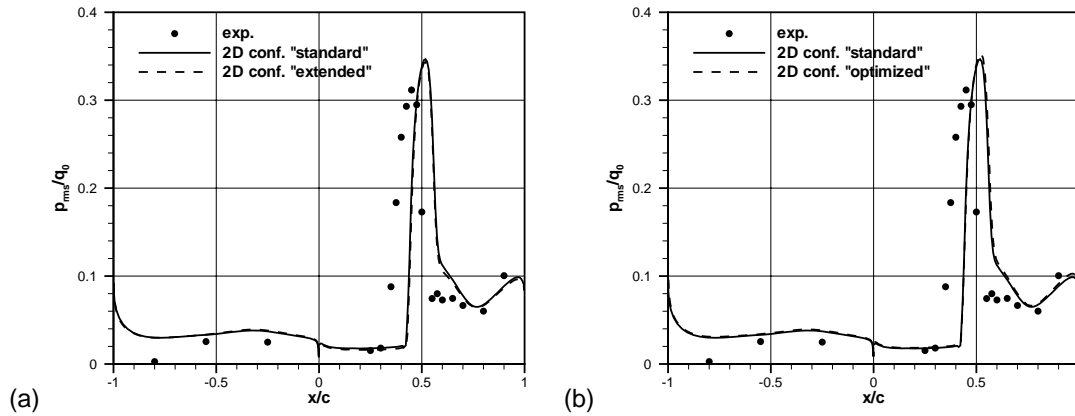 exp.
2D conf. "standard"
2D conf. "extended"
0.4
0.3
0.2
0.1
0
-1
-0.5
0
0.5
1
x/c
p_rms/q_0
(a)
exp.
2D conf. "standard"
2D conf. "optimized"
0.4
0.3
0.2
0.1
0
-1
-0.5
0
0.5
1
x/c
p_rms/q_0
(b)